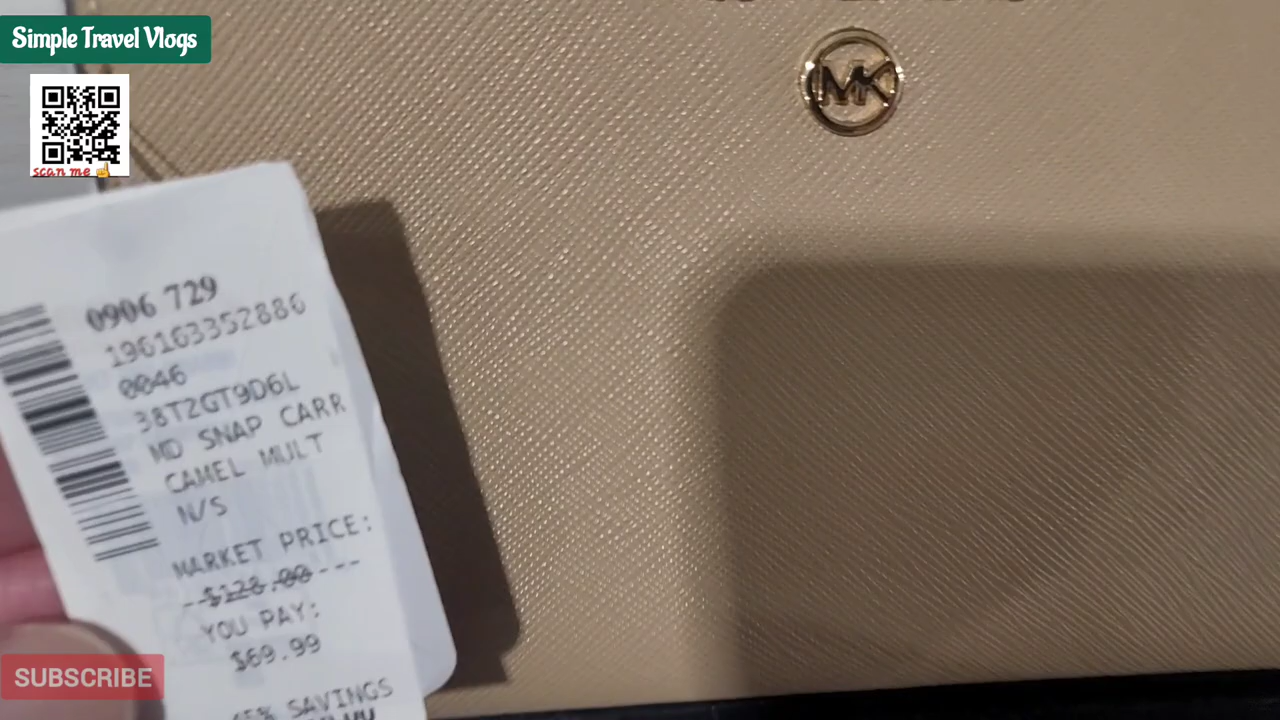 Simple Travel Vlogs
scan me
MK
0906 729
196163352886
0046
38T2GT9D6L
MD SNAP CARR
CAMEL MULT
N/S
MARKET PRICE:
$128.00
YOU PAY:
$69.99
45% SAVINGS
SUBSCRIBE